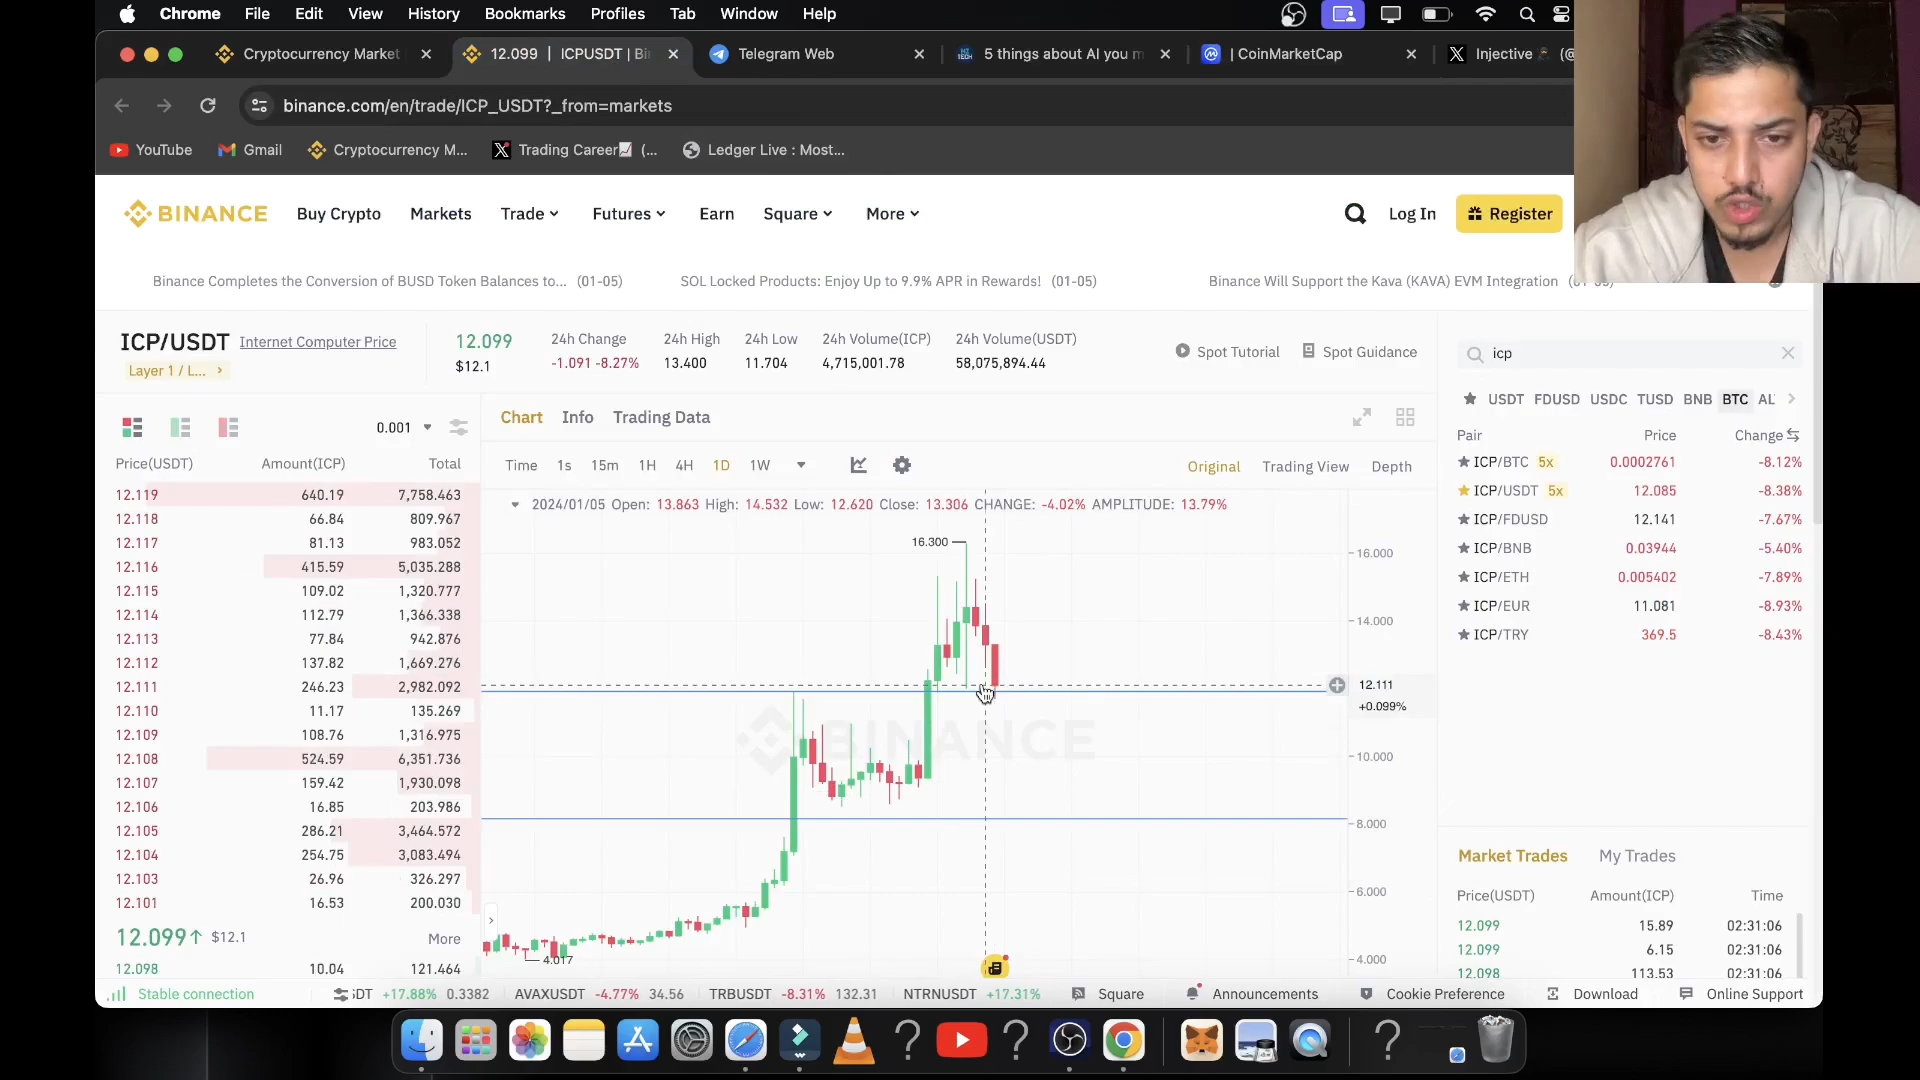 Chrome File Edit View History Bookmarks Profiles Tab Window Help
Cryptocurrency Market
12.099 | ICPUSDT | Bi
Telegram Web
5 things about AI you m
| CoinMarketCap
Injective (@
binance.com/en/trade/ICP_USDT?_from=markets
YouTube Gmail Cryptocurrency M... Trading Career (... Ledger Live : Most...
BINANCE Buy Crypto Markets Trade Futures Earn Square More Log In Register
Binance Completes the Conversion of BUSD Token Balances to... (01-05) SOL Locked Products: Enjoy Up to 9.9% APR in Rewards! (01-05) Binance Will Support the Kava (KAVA) EVM Integration
ICP/USDT Internet Computer Price
Layer 1 / L... >
12.099
$12.1
24h Change
-1.091 -8.27%
24h High
13.400
24h Low
11.704
24h Volume(ICP)
4,715,001.78
24h Volume(USDT)
58,075,894.44
Spot Tutorial Spot Guidance
0.001
Price(USDT) Amount(ICP) Total
12.119 640.19 7,758.463
12.118 66.84 809.967
12.117 81.13 983.052
12.116 415.59 5,035.288
12.115 109.02 1,320.777
12.114 112.79 1,366.338
12.113 77.84 942.876
12.112 137.82 1,669.276
12.111 246.23 2,982.092
12.110 11.17 135.269
12.109 108.76 1,316.975
12.108 524.59 6,351.736
12.107 159.42 1,930.098
12.106 16.85 203.986
12.105 286.21 3,464.572
12.104 254.75 3,083.494
12.103 26.96 326.297
12.101 16.53 200.030
12.099↑ $12.1 More
12.098 10.04 121.464
Chart Info Trading Data
Time 1s 15m 1H 4H 1D 1W
Original Trading View Depth
2024/01/05 Open: 13.863 High: 14.532 Low: 12.620 Close: 13.306 CHANGE: -4.02% AMPLITUDE: 13.79%
16.300
16.000
14.000
12.111
+0.099%
BINANCE
10.000
8.000
6.000
4.017
4.000
icp
USDT FDUSD USDC TUSD BNB BTC AL
Pair Price Change
ICP/BTC 5x 0.0002761 -8.12%
ICP/USDT 5x 12.085 -8.38%
ICP/FDUSD 12.141 -7.67%
ICP/BNB 0.03944 -5.40%
ICP/ETH 0.005402 -7.89%
ICP/EUR 11.081 -8.93%
ICP/TRY 369.5 -8.43%
Market Trades My Trades
Price(USDT) Amount(ICP) Time
12.099 15.89 02:31:06
12.099 6.15 02:31:06
12.098 113.53 02:31:06
Stable connection
+17.88% 0.3382 AVAXUSDT -4.77% 34.56 TRBUSDT -8.31% 132.31 NTRNUSDT +17.31%
Square Announcements Cookie Preference Download Online Support